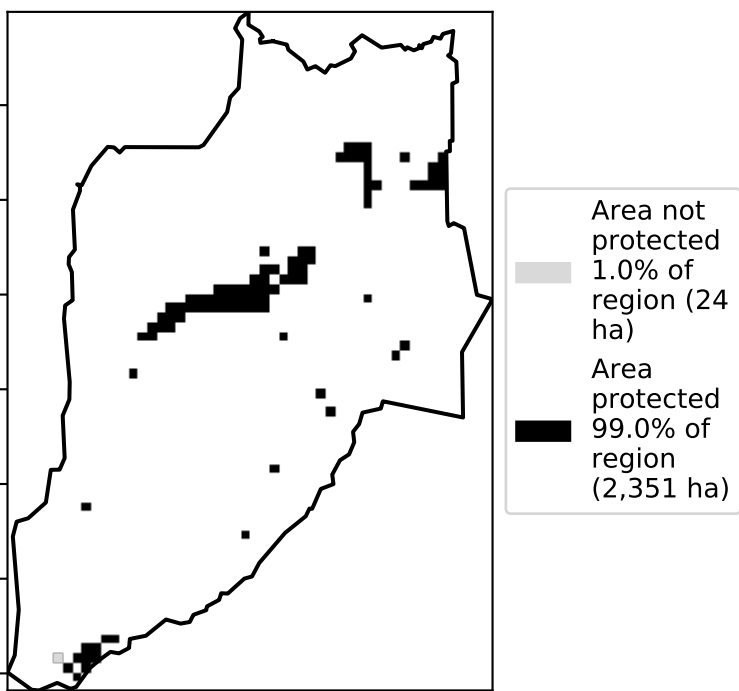 Area not
protected
1.0% of
region (24
ha)
Area
protected
99.0% of
region
(2,351 ha)